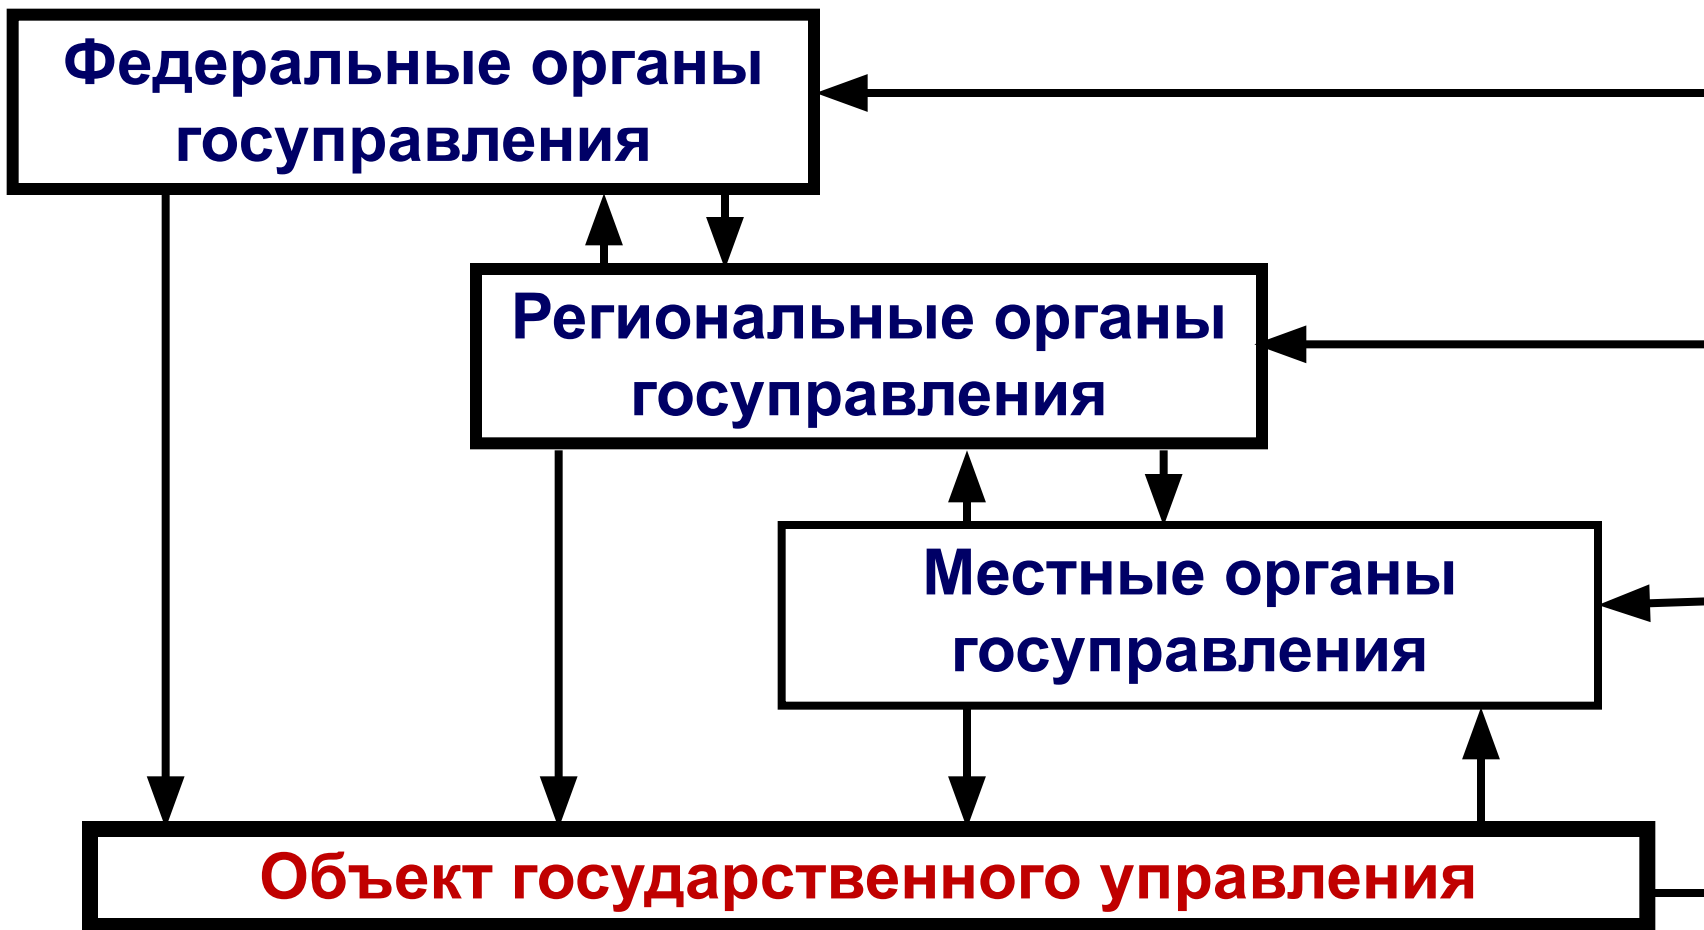 Федеральные органы
госуправления
Региональные органы
госуправления
Местные органы
госуправления
Объект государственного управления